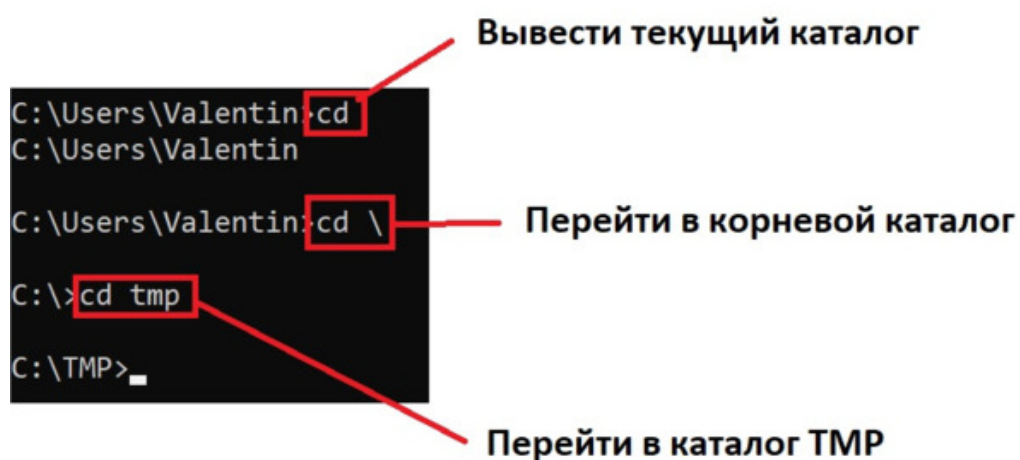 Вывести текущий каталог
C:\Users\Valentin>cd
C:\Users\Valentin
C:\Users\Valentin>cd \
Перейти в корневой каталог
C:\>cd tmp
C:\TMP>
Перейти в каталог TMP